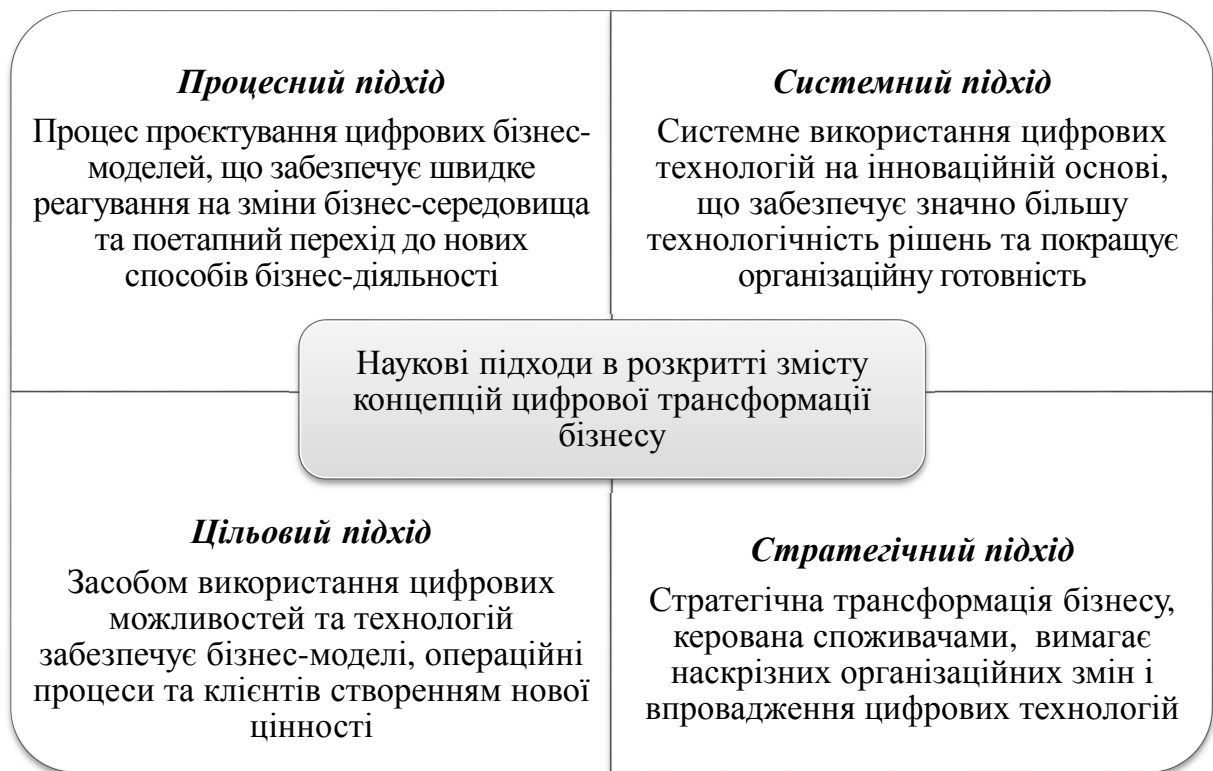 Процесний підхід
Процес проєктування цифрових бізнес-
моделей, що забезпечує швидке
реагування на зміни бізнес-середовища
та поетапний перехід до нових
способів бізнес-діяльності
Системний підхід
Системне використання цифрових
технологій на інноваційній основі,
що забезпечує значно більшу
технологічність рішень та покращує
організаційну готовність
Наукові підходи в розкритті змісту
концепцій цифрової трансформації
бізнесу
Цільовий підхід
Засобом використання цифрових
можливостей та технологій
забезпечує бізнес-моделі, операційні
процеси та клієнтів створенням нової
цінності
Стратегічний підхід
Стратегічна трансформація бізнесу,
керована споживачами, вимагає
наскрізних організаційних змін і
впровадження цифрових технологій